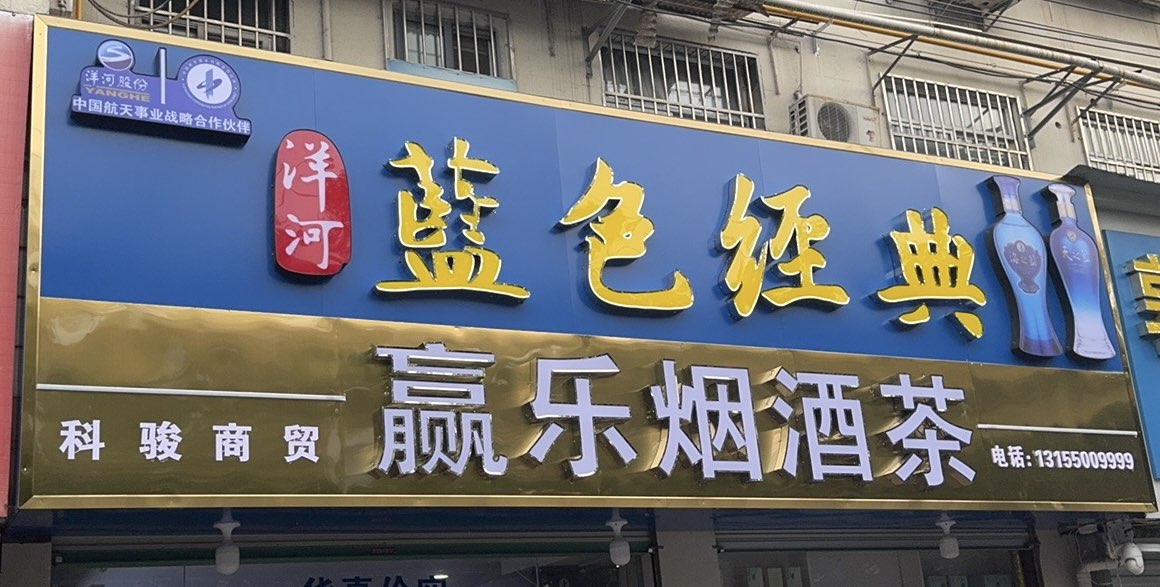 洋河股份
YANGHE
中国航天事业战略合作伙伴
洋河
藍色經典
科骏商贸
赢乐烟酒茶
电话:13155009999